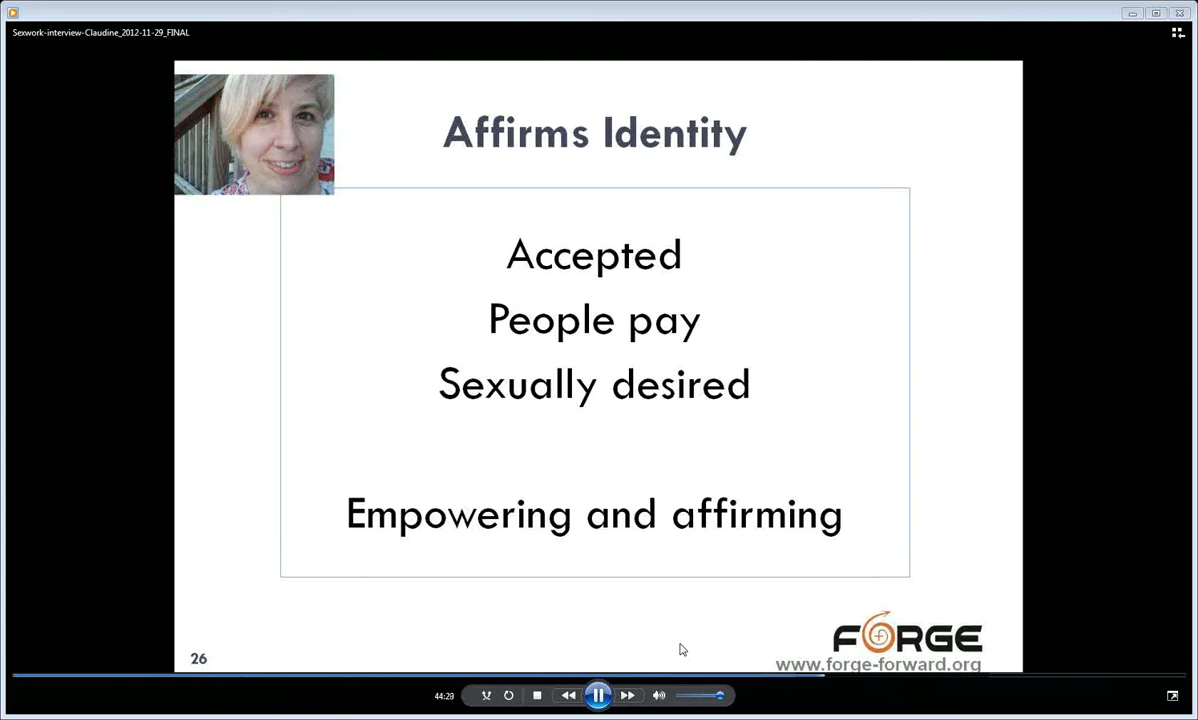 Sexwork-interview-Claudine_2012-11-29_FINAL
Affirms Identity
Accepted
People pay
Sexually desired
Empowering and affirming
FORGE
www.forge-forward.org
26
44:29